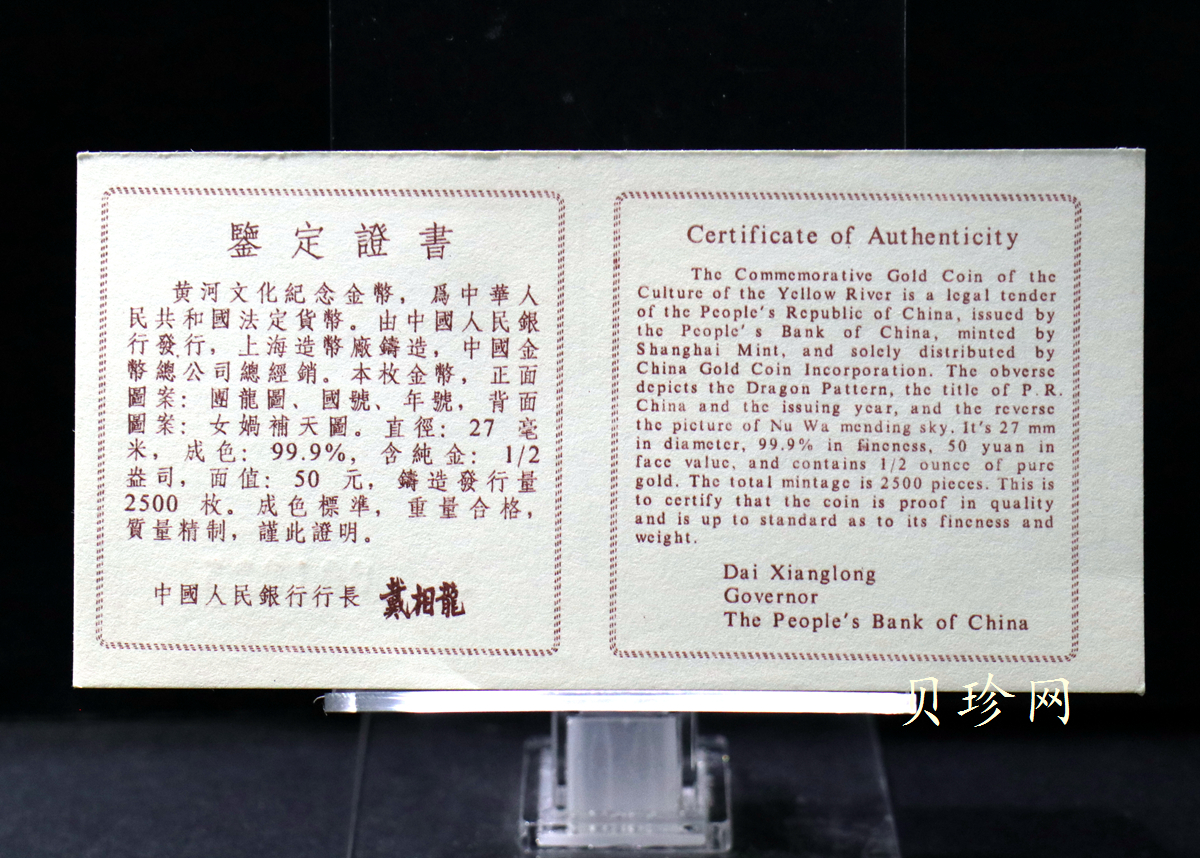 鑒定證書
黄河文化紀念金幣，爲中華人
民共和國法定貨幣。由中國人民銀
行發行，上海造幣廠鑄造，中國金
幣總公司總經銷。本枚金幣，正面
圖案：團龍圖、國號、年號，背面
圖案：女媧補天圖。直徑：27 毫
米，成色：99.9%，含純金：1/2
盎司，面值：50 元，鑄造發行量
2500 枚。成色標準，重量合格，
質量精制，謹此證明。
中國人民銀行行長 戴相龍
Certificate of Authenticity
The Commemorative Gold Coin of the
Culture of the Yellow River is a legal tender
of the People's Republic of China, issued by
the People's Bank of China, minted by
Shanghai Mint, and solely distributed by
China Gold Coin Incorporation. The obverse
depicts the Dragon Pattern, the title of P.R.
China and the issuing year, and the reverse
the picture of Nu Wa mending sky. It's 27 mm
in diameter, 99.9% in fineness, 50 yuan in
face value, and contains 1/2 ounce of pure
gold. The total mintage is 2500 pieces. This is
to certify that the coin is proof in quality
and is up to standard as to its fineness and
weight.
Dai Xianglong
Governor
The People's Bank of China
贝珍网